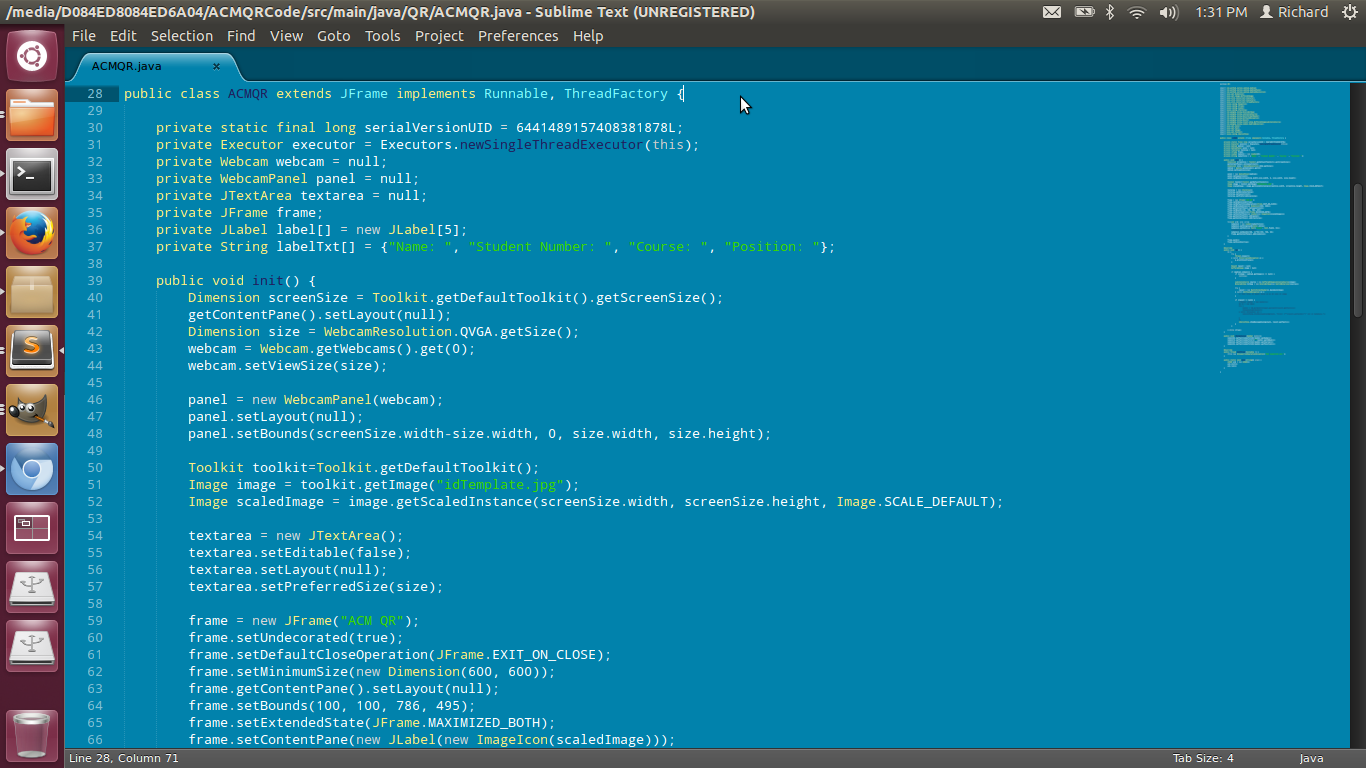 /media/D084ED8084ED6A04/ACMQRCode/src/main/java/QR/ACMQR.java - Sublime Text (UNREGISTERED)
1:31 PM Richard
File Edit Selection Find View Goto Tools Project Preferences Help
ACMQR.java ×
28 public class ACMQR extends JFrame implements Runnable, ThreadFactory {
29
30 private static final long serialVersionUID = 6441489157408381878L;
31 private Executor executor = Executors.newSingleThreadExecutor(this);
32 private Webcam webcam = null;
33 private WebcamPanel panel = null;
34 private JTextArea textarea = null;
35 private JFrame frame;
36 private JLabel label[] = new JLabel[5];
37 private String labelTxt[] = {"Name: ", "Student Number: ", "Course: ", "Position: "};
38
39 public void init() {
40 Dimension screenSize = Toolkit.getDefaultToolkit().getScreenSize();
41 getContentPane().setLayout(null);
42 Dimension size = WebcamResolution.QVGA.getSize();
43 webcam = Webcam.getWebcams().get(0);
44 webcam.setViewSize(size);
45
46 panel = new WebcamPanel(webcam);
47 panel.setLayout(null);
48 panel.setBounds(screenSize.width-size.width, 0, size.width, size.height);
49
50 Toolkit toolkit=Toolkit.getDefaultToolkit();
51 Image image = toolkit.getImage("idTemplate.jpg");
52 Image scaledImage = image.getScaledInstance(screenSize.width, screenSize.height, Image.SCALE_DEFAULT);
53
54 textarea = new JTextArea();
55 textarea.setEditable(false);
56 textarea.setLayout(null);
57 textarea.setPreferredSize(size);
58
59 frame = new JFrame("ACM QR");
60 frame.setUndecorated(true);
61 frame.setDefaultCloseOperation(JFrame.EXIT_ON_CLOSE);
62 frame.setMinimumSize(new Dimension(600, 600));
63 frame.getContentPane().setLayout(null);
64 frame.setBounds(100, 100, 786, 495);
65 frame.setExtendedState(JFrame.MAXIMIZED_BOTH);
66 frame.setContentPane(new JLabel(new ImageIcon(scaledImage)));
Line 28, Column 71 Tab Size: 4 Java